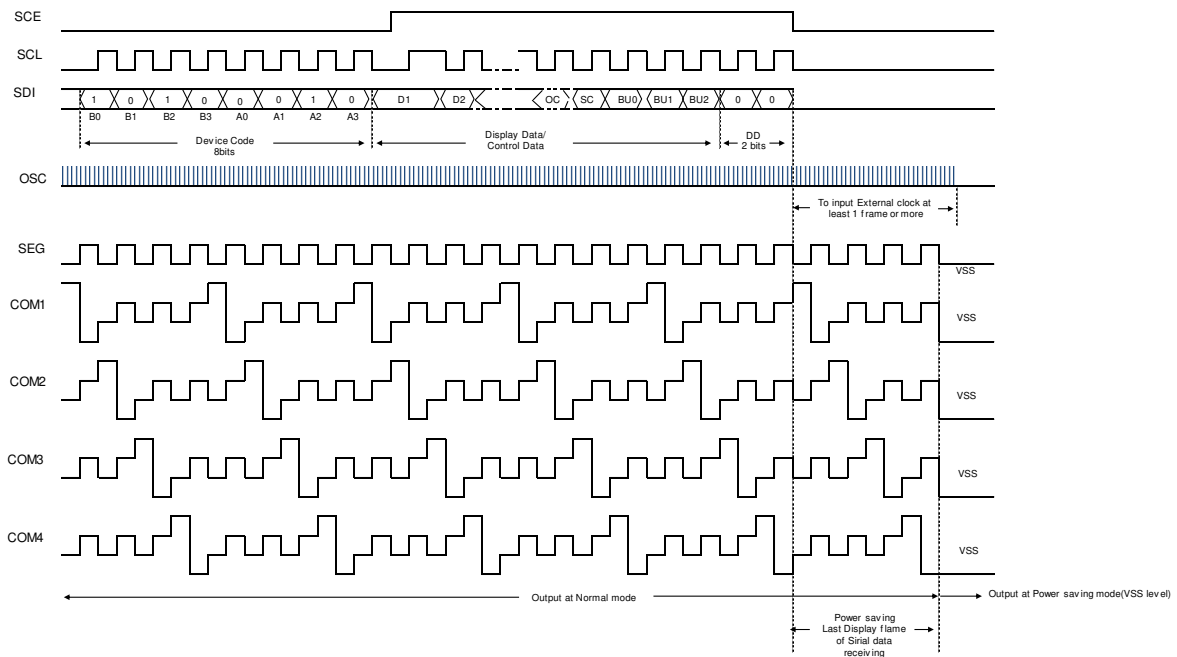 SCE
SCL
SDI
1 0 1 0 0 0 1 0 D1 D2 OC SC BU0 BU1 BU2 0 0
B0 B1 B2 B3 A0 A1 A2 A3
Device Code
8bits
Display Data/
Control Data
DD
2 bits
OSC
To input External clock at
least 1 frame or more
SEG
VSS
COM1
VSS
COM2
VSS
COM3
VSS
COM4
VSS
Output at Normal mode
Output at Power saving mode(VSS level)
Power saving
Last Display flame
of Sirial data
receiving